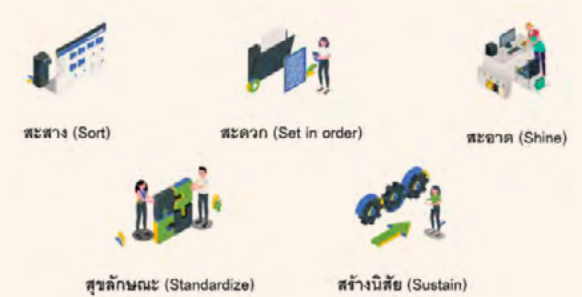 สะสาง (Sort)
สะดวก (Set in order)
สะอาด (Shine)
สุขลักษณะ (Standardize)
สร้างนิสัย (Sustain)